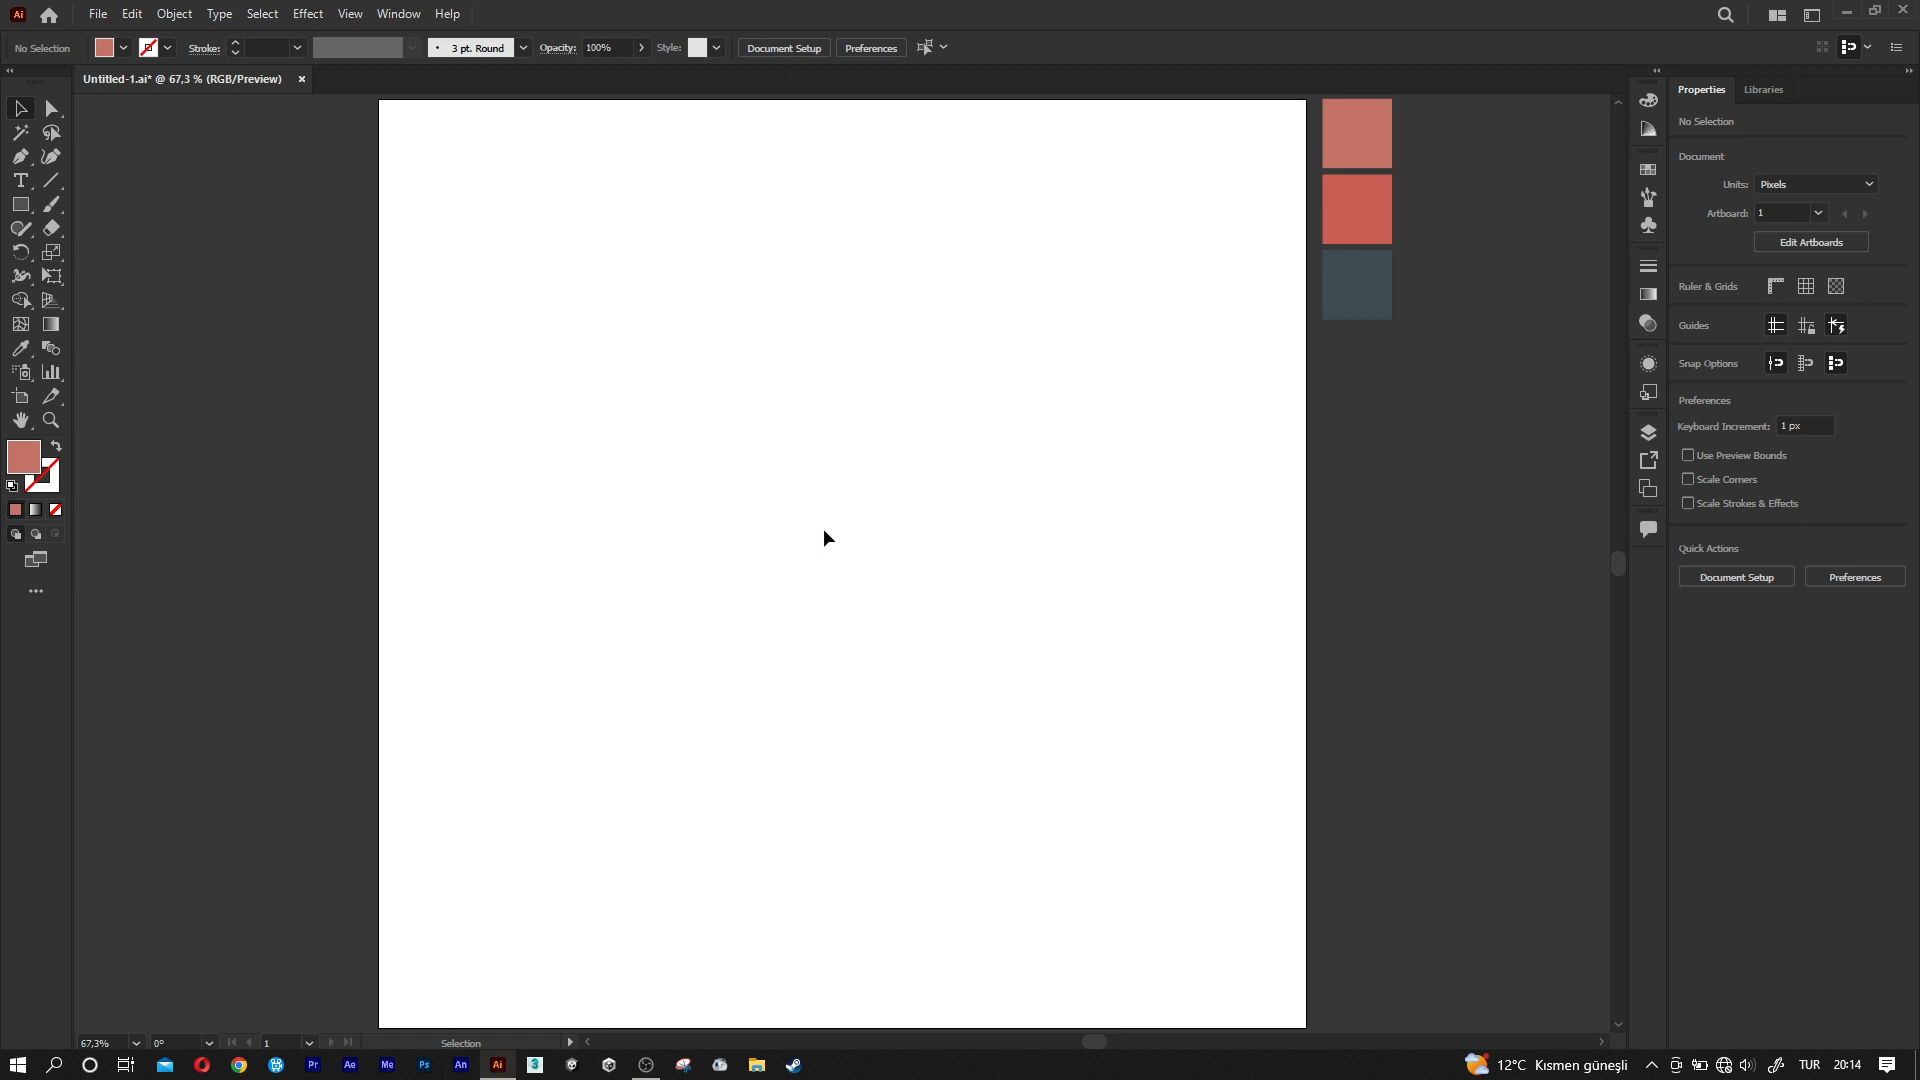 Ai
File Edit Object Type Select Effect View Window Help
No Selection Stroke: 3 pt. Round Opacity: 100% Style: Document Setup Preferences
Untitled-1.ai* @ 67,3 % (RGB/Preview) ×
Properties Libraries
No Selection
Document
Units: Pixels
Artboard: 1
Edit Artboards
Ruler & Grids
Guides
Snap Options
Preferences
Keyboard Increment: 1 px
Use Preview Bounds
Scale Corners
Scale Strokes & Effects
Quick Actions
Document Setup Preferences
T
67,3% 0° 1 Selection
Pr Ae Me Ps An Ai 3 12°C Kısmen güneşli TUR 20:14